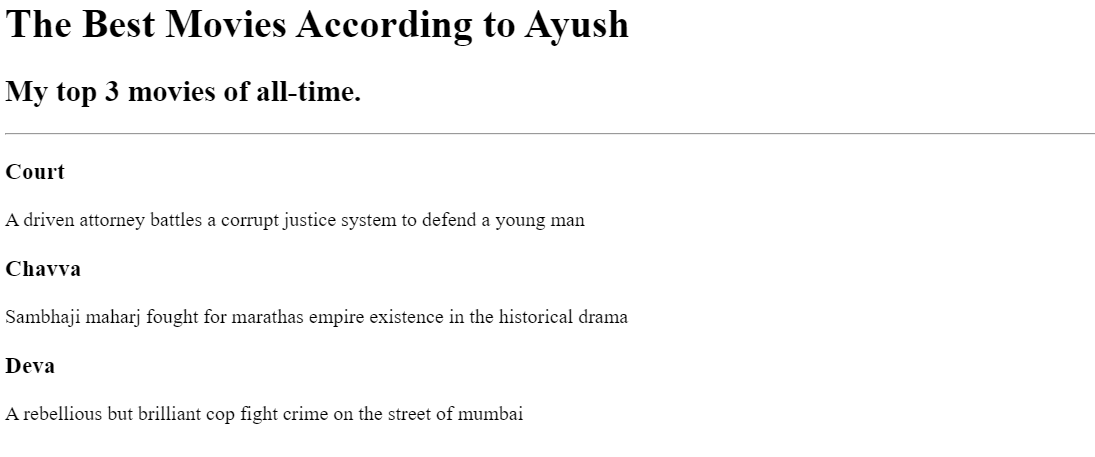 The Best Movies According to Ayush
My top 3 movies of all-time.
Court
A driven attorney battles a corrupt justice system to defend a young man
Chavva
Sambhaji maharj fought for marathas empire existence in the historical drama
Deva
A rebellious but brilliant cop fight crime on the street of mumbai